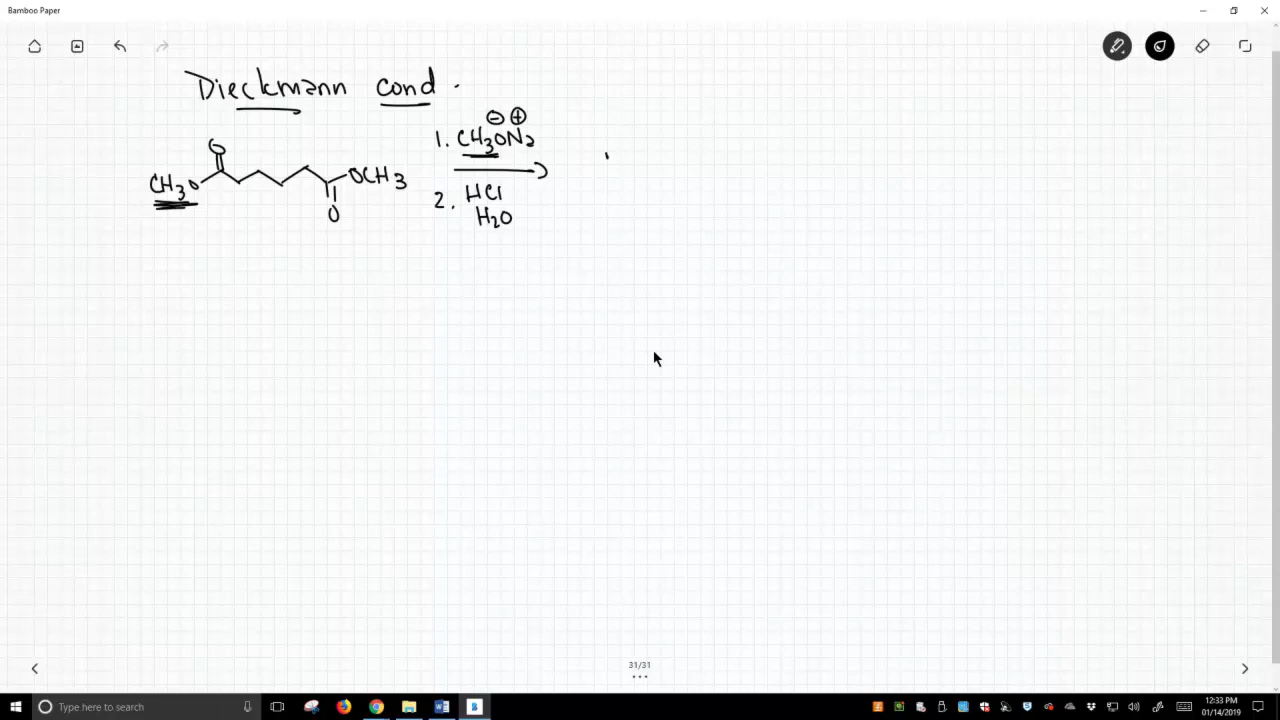 Bamboo Paper
Dieckmann cond.
1. CH3ON2
⊖ ⊕
O
CH3O
OCH3
O
2. HCl
H2O
31/31
Type here to search
12:33 PM
01/14/2019